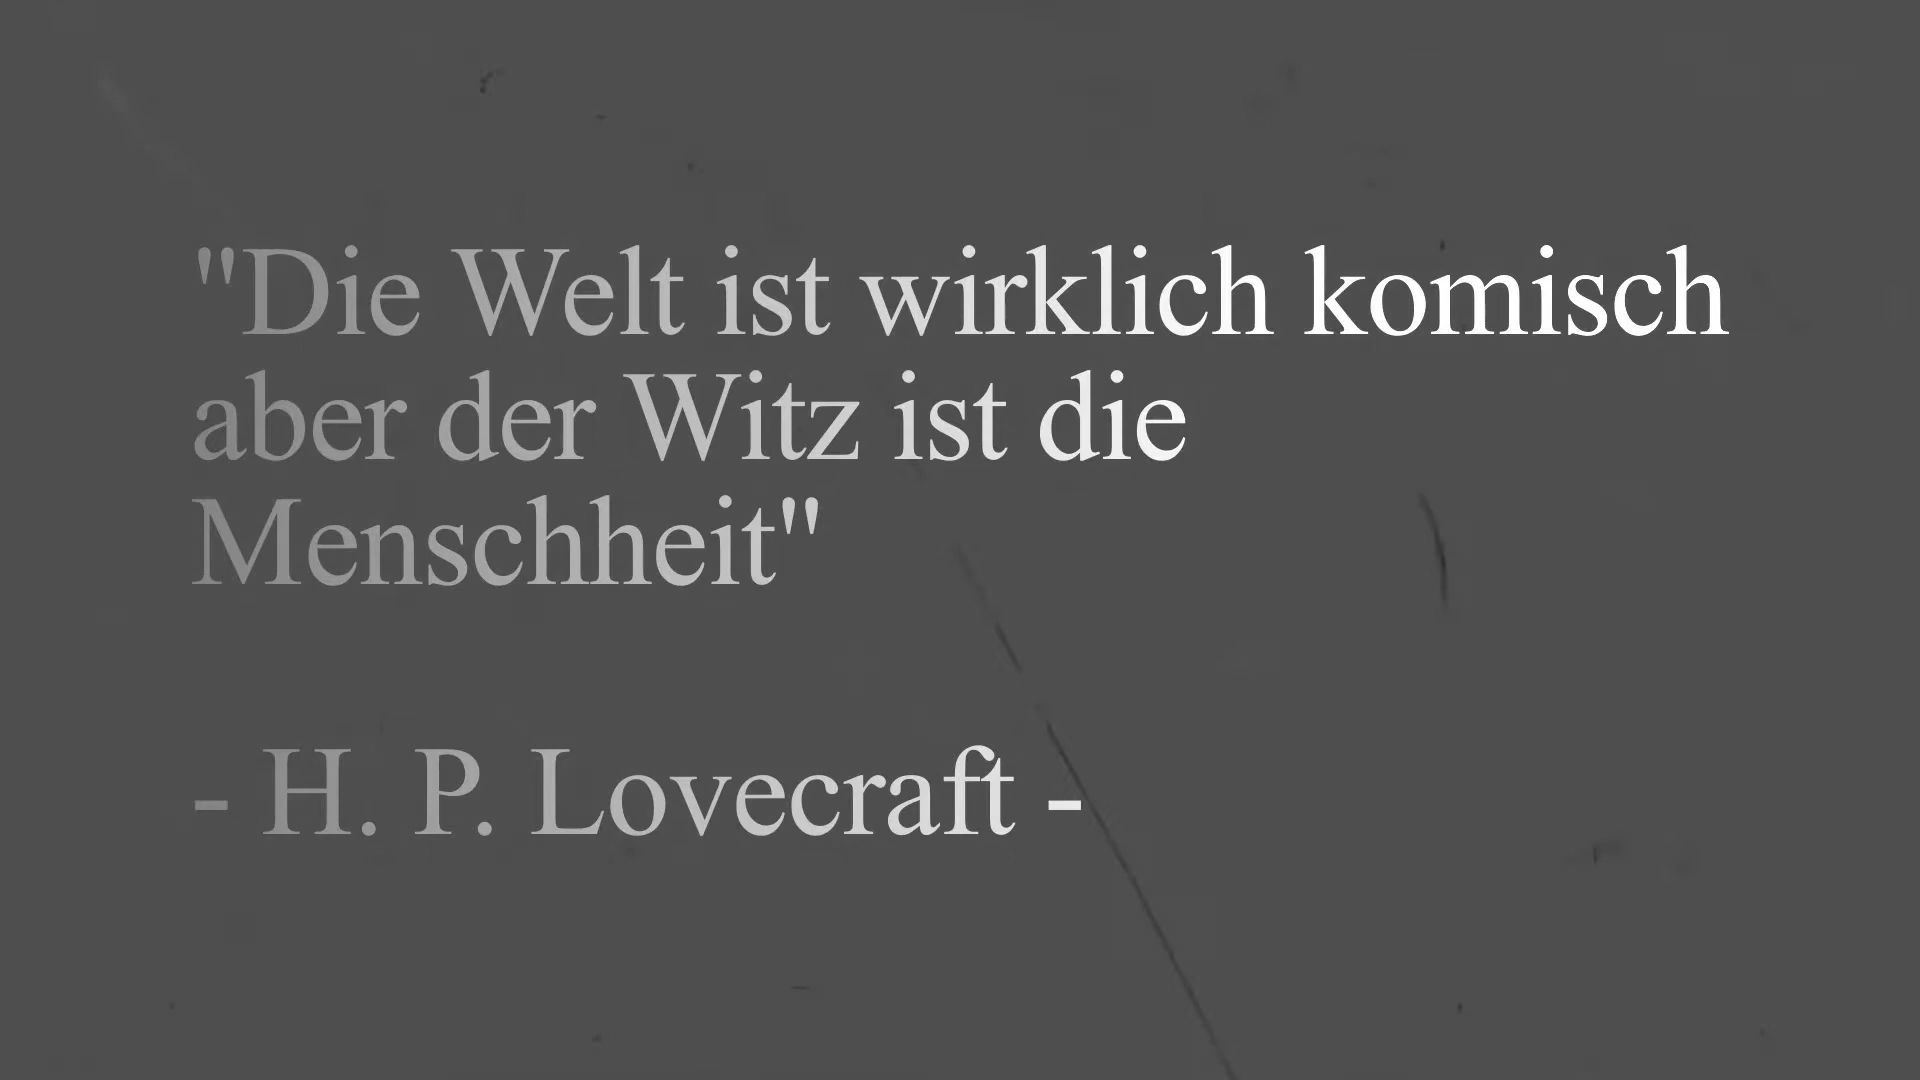 "Die Welt ist wirklich komisch
aber der Witz ist die
Menschheit"
- H. P. Lovecraft -